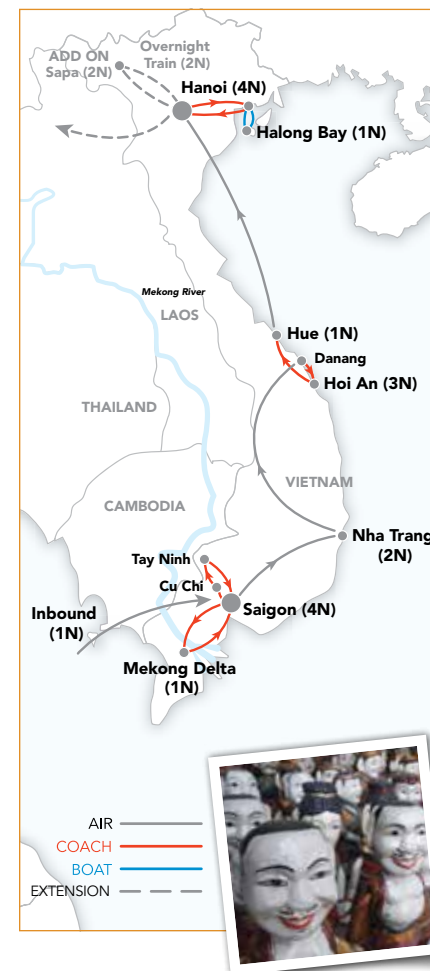 ADD ON
Sapa (2N)
Overnight
Train (2N)
Hanoi (4N)
Halong Bay (1N)
Mekong River
LAOS
Hue (1N)
Danang
Hoi An (3N)
THAILAND
VIETNAM
CAMBODIA
Nha Trang
(2N)
Tay Ninh
Cu Chi
Saigon (4N)
Inbound
(1N)
Mekong Delta
(1N)
AIR
COACH
BOAT
EXTENSION